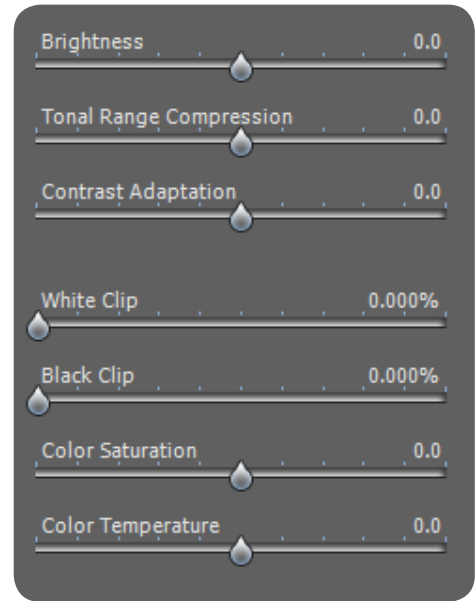 Brightness 0.0
Tonal Range Compression 0.0
Contrast Adaptation 0.0
White Clip 0.000%
Black Clip 0.000%
Color Saturation 0.0
Color Temperature 0.0